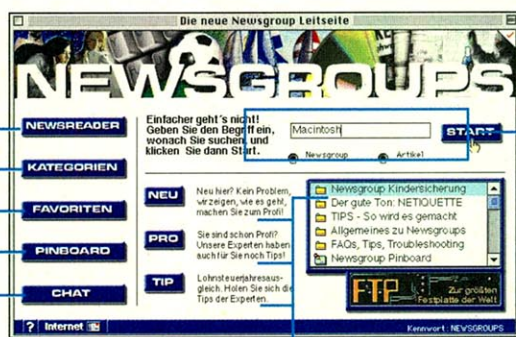 Die neue Newsgroup Leitseite
NEWSGROUPS
NEWSREADER
KATEGORIEN
FAVORITEN
PINBOARD
CHAT
Einfacher geht's nicht!
Geben Sie den Begriff ein,
wonach Sie suchen, und
klicken Sie dann Start.
Macintosh
START
Newsgroup
Artikel
NEU
Neu hier? Kein Problem,
wir zeigen, wie es geht,
machen Sie zum Profi!
PRO
Sie sind schon Profi?
Unsere Experten haben
auch für Sie noch Tips!
TIP
Lohnsteuerjahresaus-
gleich. Holen Sie sich die
Tips der Experten.
Newsgroup Kindersicherung
Der gute Ton: NETIQUETTE
TIPS - So wird es gemacht
Allgemeines zu Newsgroups
FAQs, Tips, Troubleshooting
Newsgroup Pinboard
FTP
Zur größten
Festplatte der Welt
? Internet
Kennwort: NEWSGROUPS